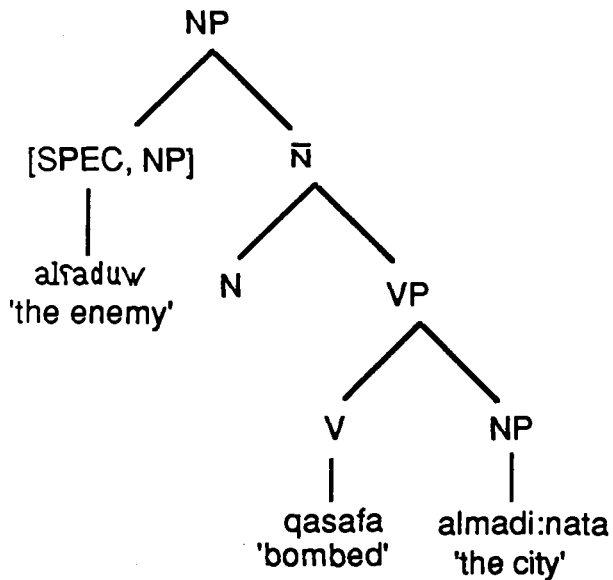 NP
[SPEC, NP] N̅
alʕaduw N VP
'the enemy'
V NP
qasafa almadi:nata
'bombed' 'the city'